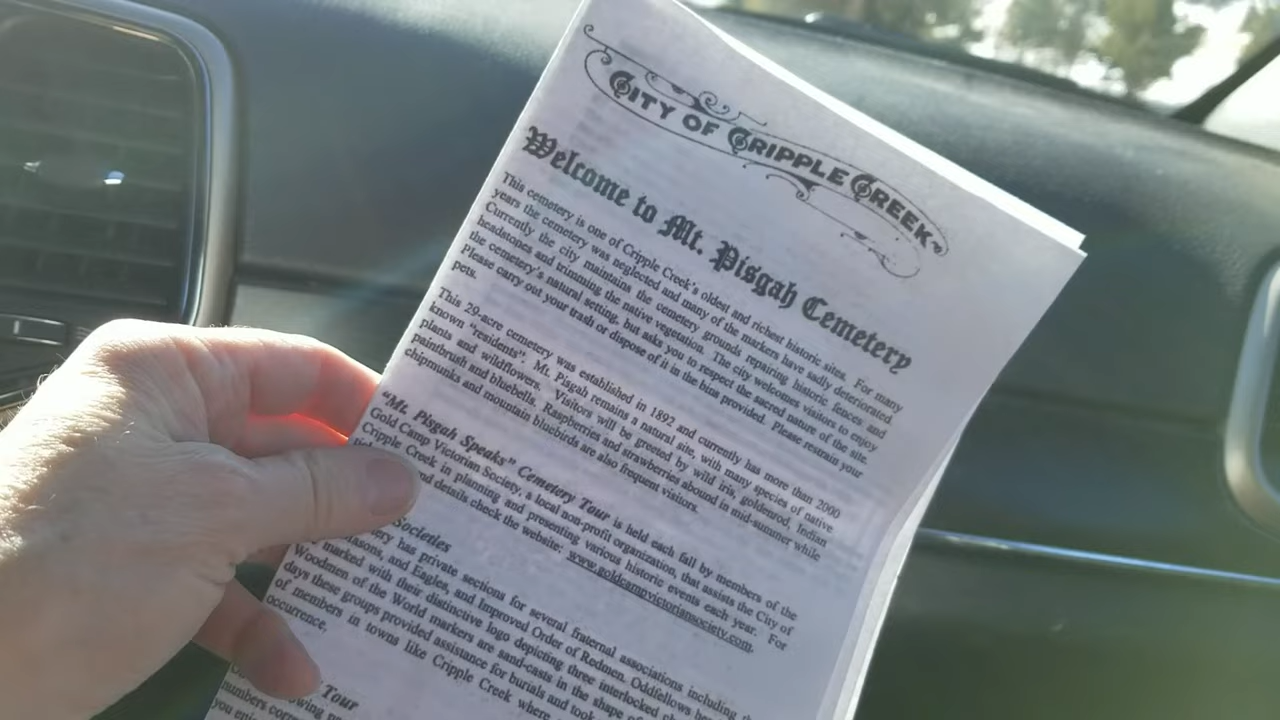 CITY OF CRIPPLE CREEK
Welcome to Mt. Pisgah Cemetery
This cemetery is one of Cripple Creek's oldest and richest historic sites. For many
years the cemetery was neglected and many of the markers have sadly deteriorated.
Currently the city maintains the cemetery grounds repairing historic fences and
headstones and trimming the native vegetation. The city welcomes visitors to enjoy
the cemetery's natural setting, but asks you to respect the sacred nature of the site.
Please carry out your trash or dispose of it in the bins provided. Please restrain your
pets.
This 29-acre cemetery was established in 1892 and currently has more than 2000
known "residents". Mt. Pisgah remains a natural site, with many species of native
plants and wildflowers. Visitors will be greeted by wild iris, goldenrod, Indian
paintbrush and bluebells. Raspberries and strawberries abound in mid-summer while
chipmunks and mountain bluebirds are also frequent visitors.
"Mt. Pisgah Speaks" Cemetery Tour is held each fall by members of the
Gold Camp Victorian Society, a local non-profit organization, that assists the City of
Cripple Creek in planning and presenting various historic events each year. For
details check the website: www.goldcampvictoriansociety.com.
Societies
has private sections for several fraternal associations including
and Eagles, and Improved Order of Redmen. Oddfellows
marked with their distinctive logo depicting three interlocked
Woodmen of the World markers are sand-casts in the shape of
days these groups provided assistance for burials and took
of members in towns like Cripple Creek where
occurrence.
Tour
numbers
you